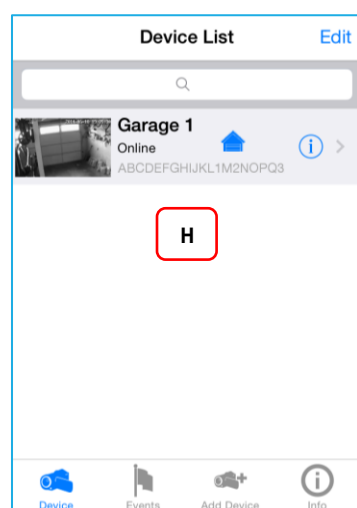 Device List Edit
Garage 1
Online
ABCDEFGHIJKL1M2NOPQ3
H
Device Events Add Device Info